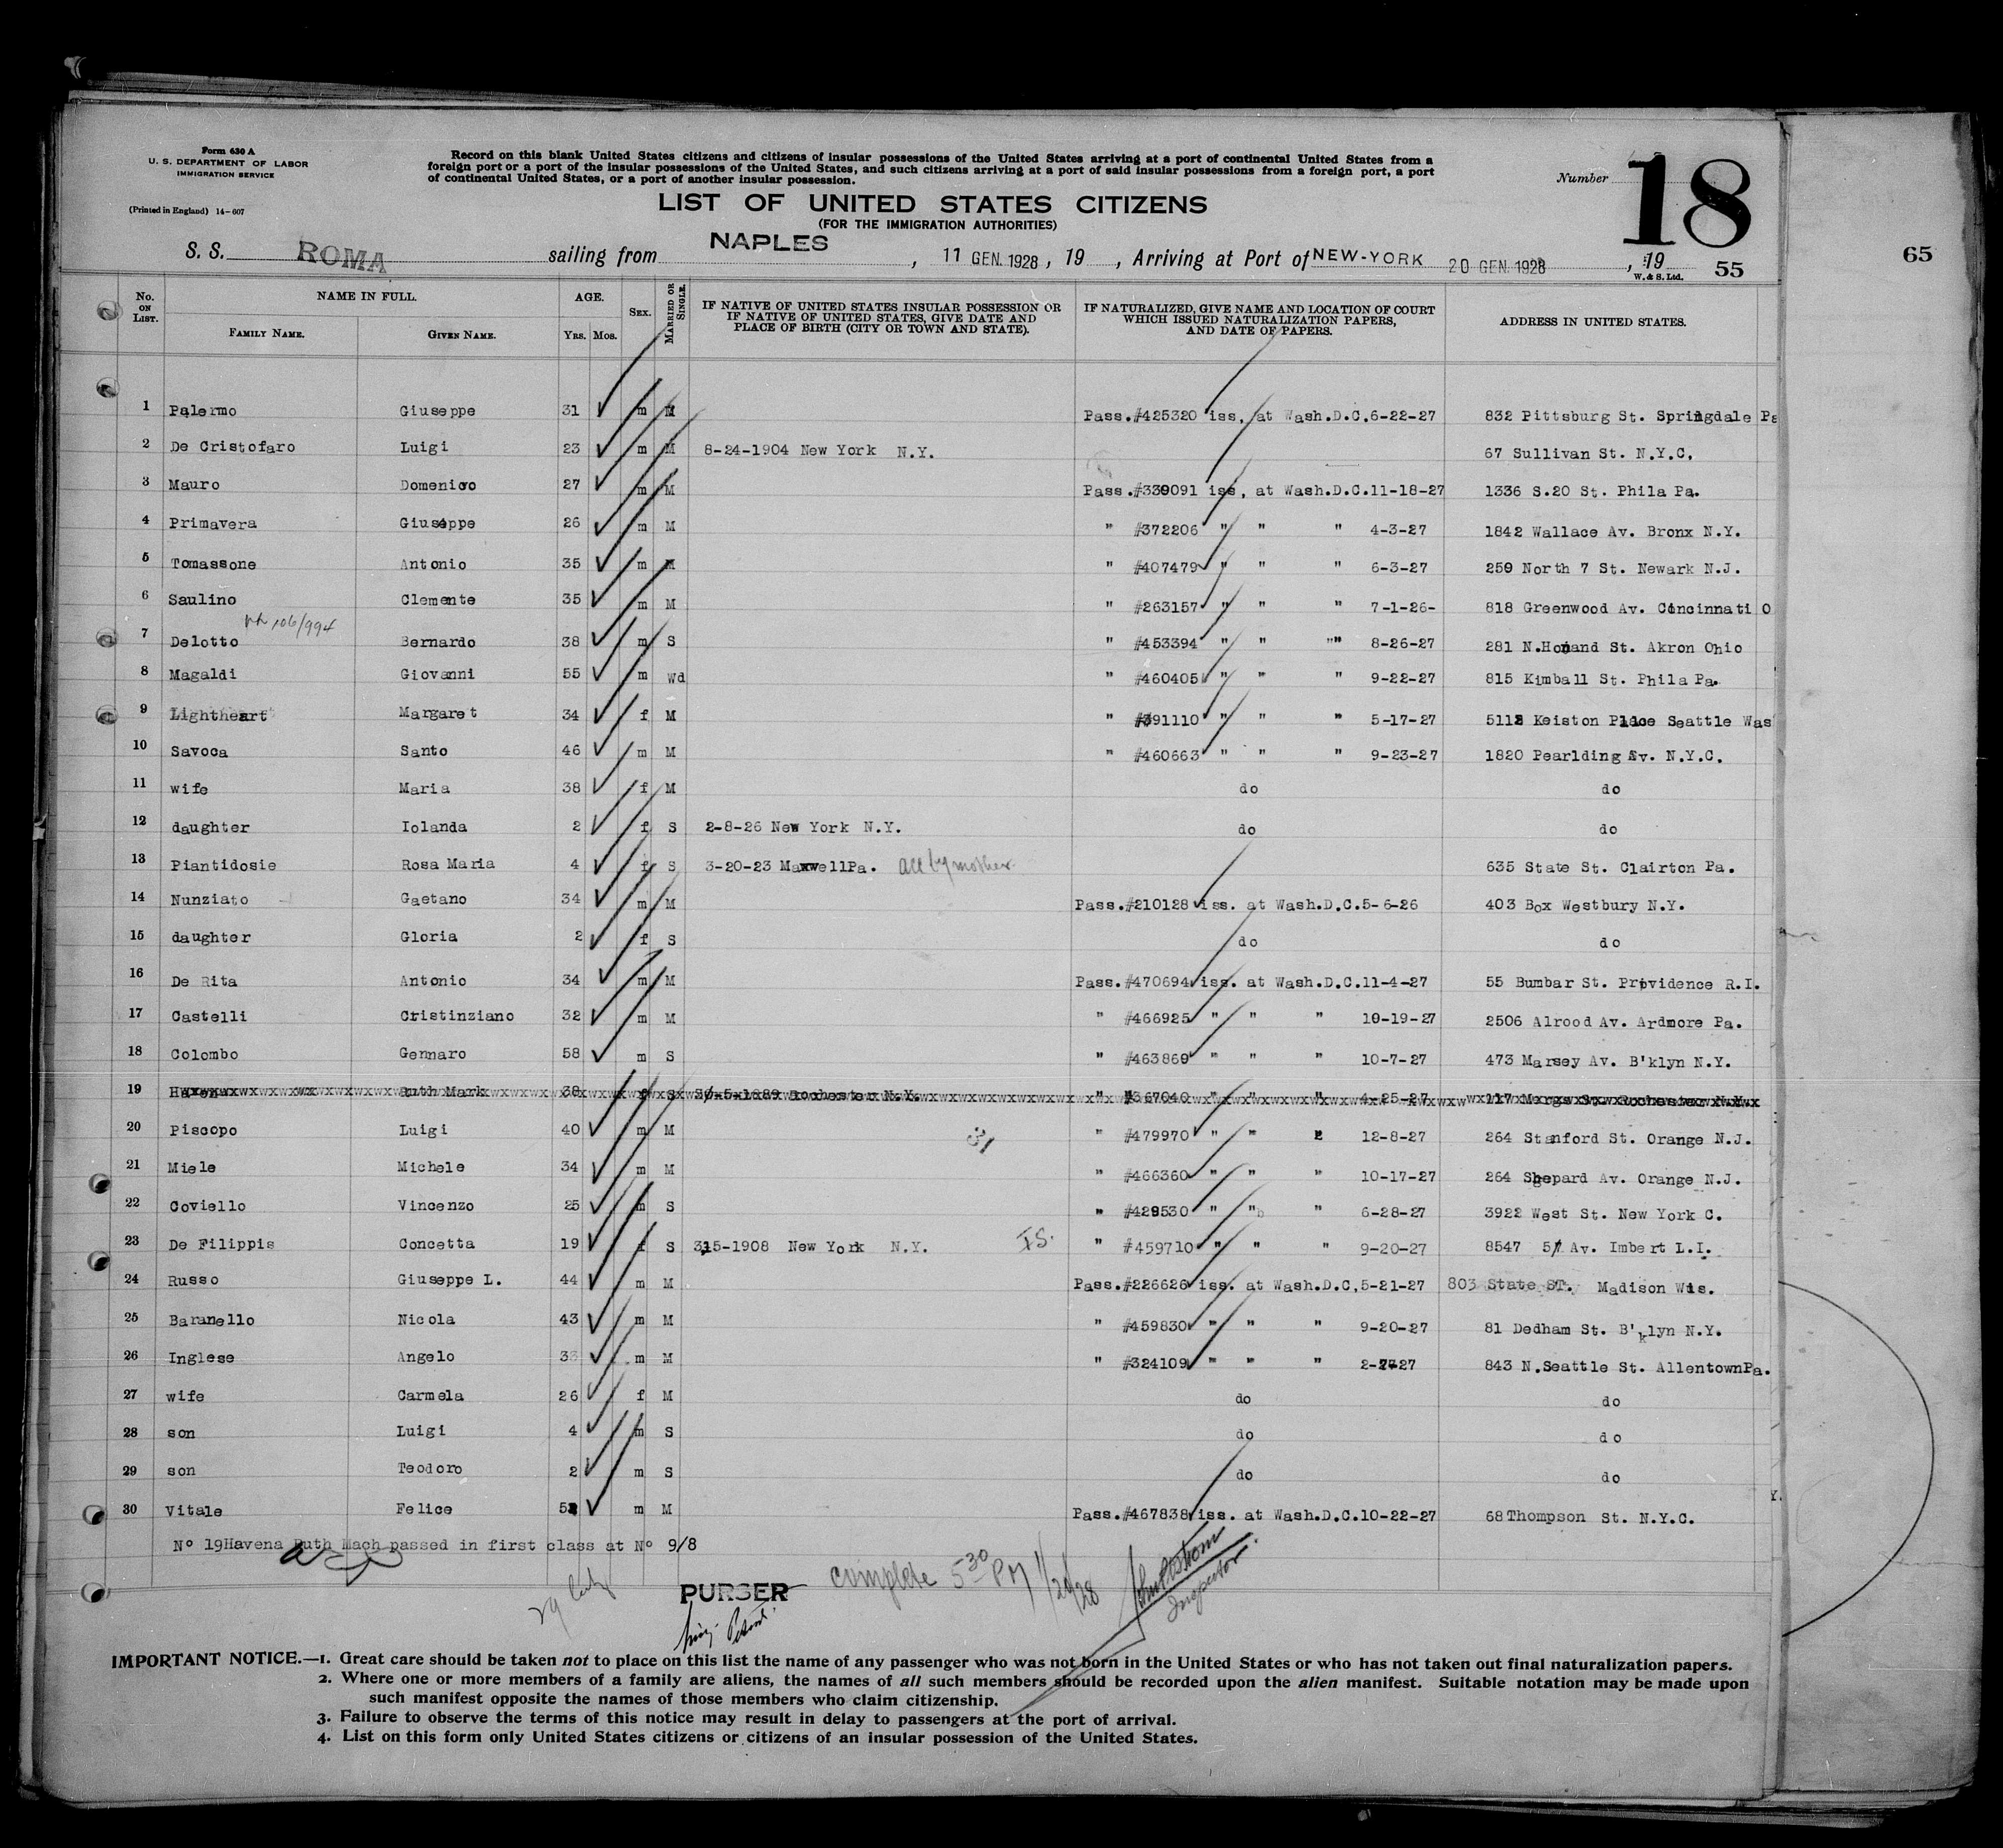 Form 630 A
U. S. DEPARTMENT OF LABOR
IMMIGRATION SERVICE
(Printed in England) 14-607
Record on this blank United States citizens and citizens of insular possessions of the United States arriving at a port of continental United States from a
foreign port or a port of the insular possessions of the United States, and such citizens arriving at a port of said insular possessions from a foreign port, a port
of continental United States, or a port of another insular possession.
Number 18
LIST OF UNITED STATES CITIZENS
(FOR THE IMMIGRATION AUTHORITIES)
S. S. ROMA sailing from NAPLES, 11 GEN. 1928, 19 , Arriving at Port of NEW-YORK 20 GEN. 1928, 19
W. & S. Ltd.
55
65
No. ON LIST. NAME IN FULL. FAMILY NAME. GIVEN NAME. AGE. YRS. MOS. SEX. MARRIED OR SINGLE. IF NATIVE OF UNITED STATES INSULAR POSSESSION OR IF NATIVE OF UNITED STATES, GIVE DATE AND PLACE OF BIRTH (CITY OR TOWN AND STATE). IF NATURALIZED, GIVE NAME AND LOCATION OF COURT WHICH ISSUED NATURALIZATION PAPERS, AND DATE OF PAPERS. ADDRESS IN UNITED STATES.
1 Palermo Giuseppe 31 m M Pass.#425320 iss, at Wash.D.C.6-22-27 832 Pittsburg St. Springdale Pa
2 De Cristofaro Luigi 23 m M 8-24-1904 New York N.Y. 67 Sullivan St. N.Y.C.
3 Mauro Domenico 27 m M Pass.#339091 iss, at Wash.D.C.11-18-27 1336 S.20 St. Phila Pa.
4 Primavera Giuseppe 26 m M " #372206 " " " 4-3-27 1842 Wallace Av. Bronx N.Y.
5 Tomassone Antonio 35 m M " #407479 " " " 6-3-27 259 North 7 St. Newark N.J.
6 Saulino Clemente 35 m M " #263157 " " " 7-1-26- 818 Greenwood Av. Cincinnati O
106/994
7 Delotto Bernardo 38 m S " #453394 " " "" 8-26-27 281 N. St. Akron Ohio
8 Magaldi Giovanni 55 m Wd " #460405 " " " 9-22-27 815 Kimball St. Phila Pa.
9 Lightheart Margaret 34 f M " #391110 " " " 5-17-27 5118 Keiston Place Seattle Was
10 Savoca Santo 46 m M " #460663 " " " 9-23-27 1820 Pearlding Av. N.Y.C.
11 wife Maria 38 f M do do
12 daughter Iolanda 2 f S 2-8-26 New York N.Y. do do
13 Piantidosie Rosa Maria 4 f S 3-20-23 MaxwellPa. acc by mother 635 State St. Clairton Pa.
14 Nunziato Gaetano 34 m M Pass.#210128 iss. at Wash.D.C.5-6-26 403 Box Westbury N.Y.
15 daughter Gloria 2 f S do do
16 De Rita Antonio 34 m M Pass.#470694 iss. at Wash.D.C.11-4-27 55 Bumbar St. Providence R.I.
17 Castelli Cristinziano 32 m M " #466925 " " " 10-19-27 2506 Alrood Av. Ardmore Pa.
18 Colombo Gennaro 58 m S " #463860 " " " 10-7-27 473 Marsey Av. B'klyn N.Y.
19 Havena Ruth Mark 38 f S -5-1889 Rochester N.Y. " #367040 " " " 4-25-27 Rochester N.Y.
20 Piscopo Luigi 40 m M " #479970 " " " 12-8-27 264 Stanford St. Orange N.J.
21 Miele Michele 34 m M " #466360 " " " 10-17-27 264 Shepard Av. Orange N.J.
22 Coviello Vincenzo 25 m S " #429530 " " " 6-28-27 3922 West St. New York C.
23 De Filippis Concetta 19 f S 315-1908 New York N.Y. " #459710 " " " 9-20-27 8547 Av. Imbert L.I.
24 Russo Giuseppe L. 44 m M Pass.#226626 iss. at Wash.D.C,5-21-27 803 State ST. Madison Wis.
25 Baranello Nicola 43 m M " #459830 " " " 9-20-27 81 Dedham St. B'klyn N.Y.
26 Inglese Angelo 33 m M " #324109 " " " 843 N.Seattle St. AllentownPa.
27 wife Carmela 26 f M do do
28 son Luigi 4 m S do do
29 son Teodoro 2 m S do do
30 Vitale Felice m M Pass.#467838 iss. at Wash.D.C.10-22-27 68 Thompson St. N.Y.C.
Nº 19Havena Ruth Mach passed in first class at Nº 9/8
PURSER
complete 5 30 PM 1/20/28
Inspector
IMPORTANT NOTICE.—1. Great care should be taken not to place on this list the name of any passenger who was not born in the United States or who has not taken out final naturalization papers.
2. Where one or more members of a family are aliens, the names of all such members should be recorded upon the alien manifest. Suitable notation may be made upon
such manifest opposite the names of those members who claim citizenship.
3. Failure to observe the terms of this notice may result in delay to passengers at the port of arrival.
4. List on this form only United States citizens or citizens of an insular possession of the United States.